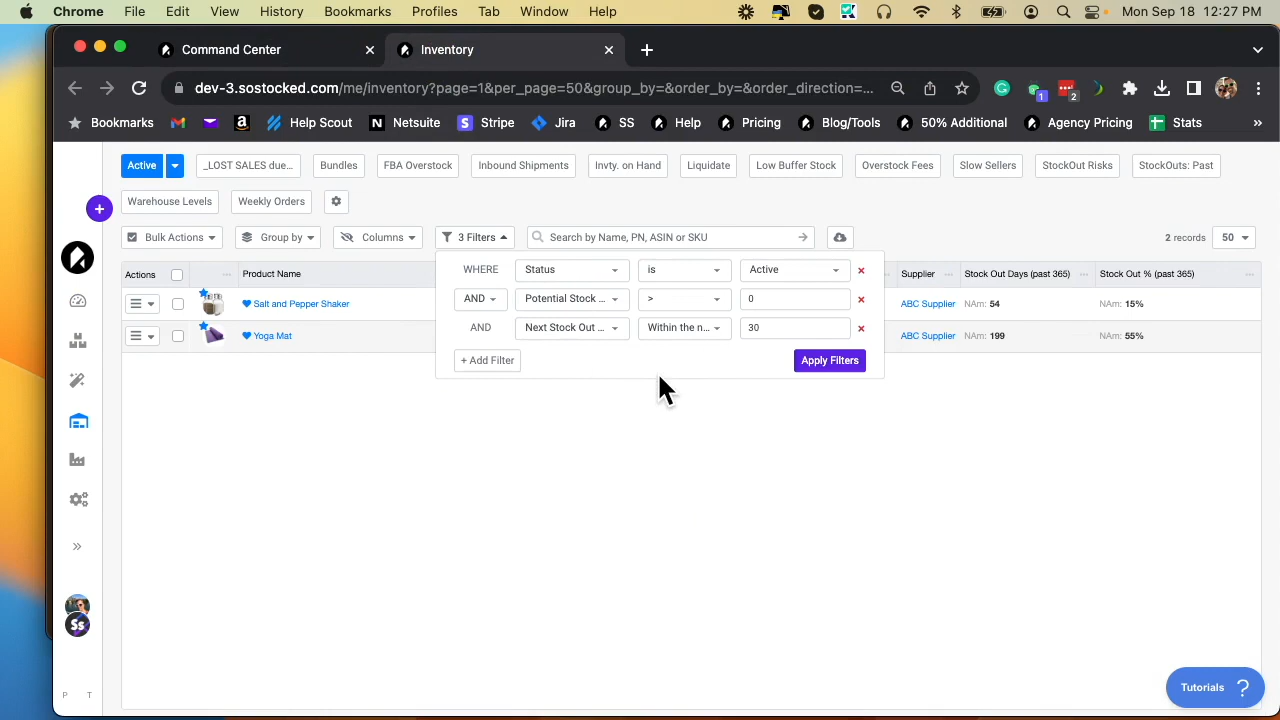 Chrome File Edit View History Bookmarks Profiles Tab Window Help Mon Sep 18 12:27 PM
Command Center Inventory
dev-3.sostocked.com/me/inventory?page=1&per_page=50&group_by=&order_by=&order_direction=...
Bookmarks Help Scout Netsuite Stripe Jira SS Help Pricing Blog/Tools 50% Additional Agency Pricing Stats »
Active _LOST SALES due... Bundles FBA Overstock Inbound Shipments Invty. on Hand Liquidate Low Buffer Stock Overstock Fees Slow Sellers StockOut Risks StockOuts: Past
Warehouse Levels Weekly Orders
Bulk Actions Group by Columns 3 Filters Search by Name, PN, ASIN or SKU 2 records 50
Actions Product Name Supplier Stock Out Days (past 365) Stock Out % (past 365)
WHERE Status is Active
Salt and Pepper Shaker ABC Supplier NAm: 54 NAm: 15%
AND Potential Stock ... > 0
Yoga Mat ABC Supplier NAm: 199 NAm: 55%
AND Next Stock Out ... Within the n... 30
+ Add Filter Apply Filters
Ss
P T
Tutorials ?